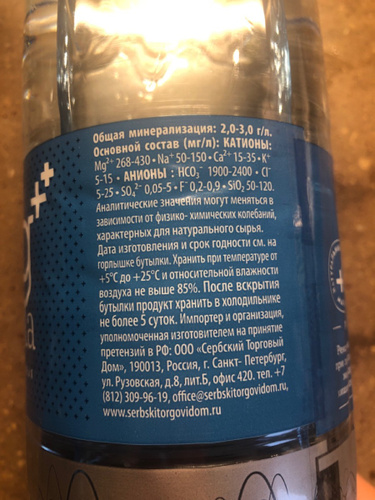 Общая минерализация: 2,0-3,0 г/л.
Основной состав (мг/л): КАТИОНЫ:
Mg²⁺ 268-430 • Na⁺ 50-150 • Ca²⁺ 15-35 • K⁺
5-15 • АНИОНЫ: HCO₃⁻ 1900-2400 • Cl⁻
5-25 • SO₄²⁻ 0,05-5 • F⁻ 0,2-0,9 • SiO₂ 50-120.
Аналитические значения могут меняться в
зависимости от физико- химических колебаний,
характерных для натурального сырья.
Дата изготовления и срок годности см. на
горлышке бутылки. Хранить при температуре от
+5°C до +25°C и относительной влажности
воздуха не выше 85%. После вскрытия
бутылки продукт хранить в холодильнике
не более 5 суток. Импортер и организация,
уполномоченная изготовителем на принятие
претензий в РФ: ООО «Сербский Торговый
Дом», 190013, Россия, г. Санкт- Петербург,
ул. Рузовская, д.8, лит.Б, офис 420. тел. +7
(812) 309-96-19, office@serbskitorgovidom.ru,
www.serbskitorgovidom.ru